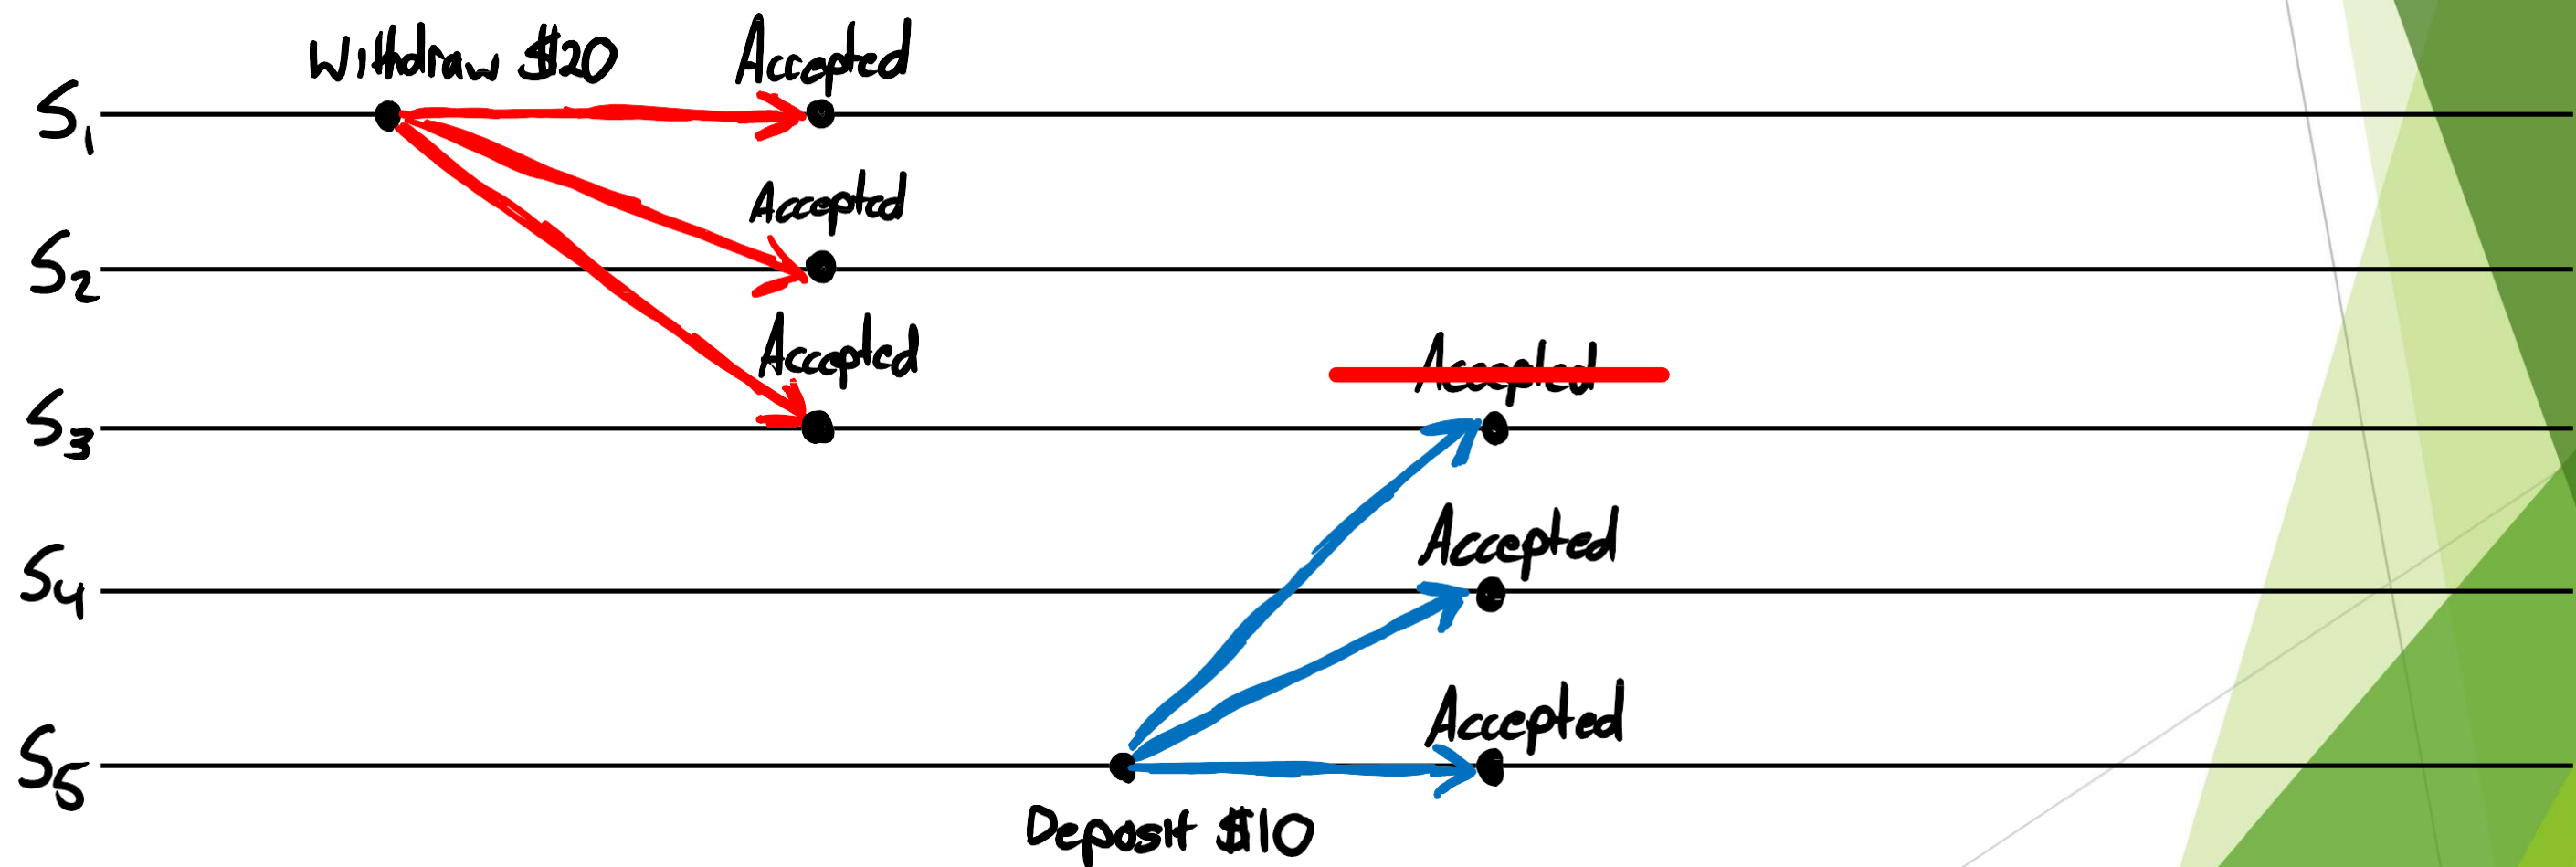 Withdraw $20
Accepted
S1
Accepted
S2
Accepted
Accepted
S3
Accepted
S4
Accepted
S5
Deposit $10